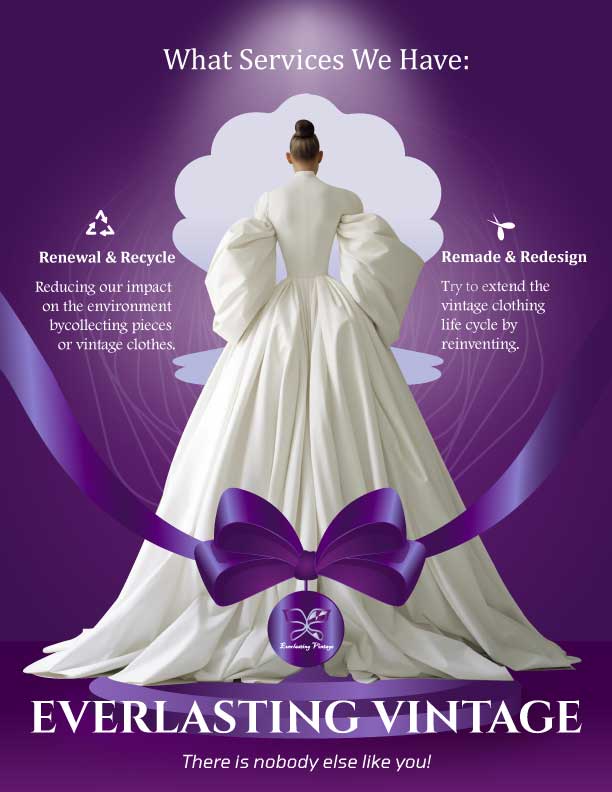 What Services We Have:
Renewal & Recycle
Reducing our impact
on the environment
bycollecting pieces
or vintage clothes.
Remade & Redesign
Try to extend the
vintage clothing
life cycle by
reinventing.
Everlasting Vintage
EVERLASTING VINTAGE
There is nobody else like you!